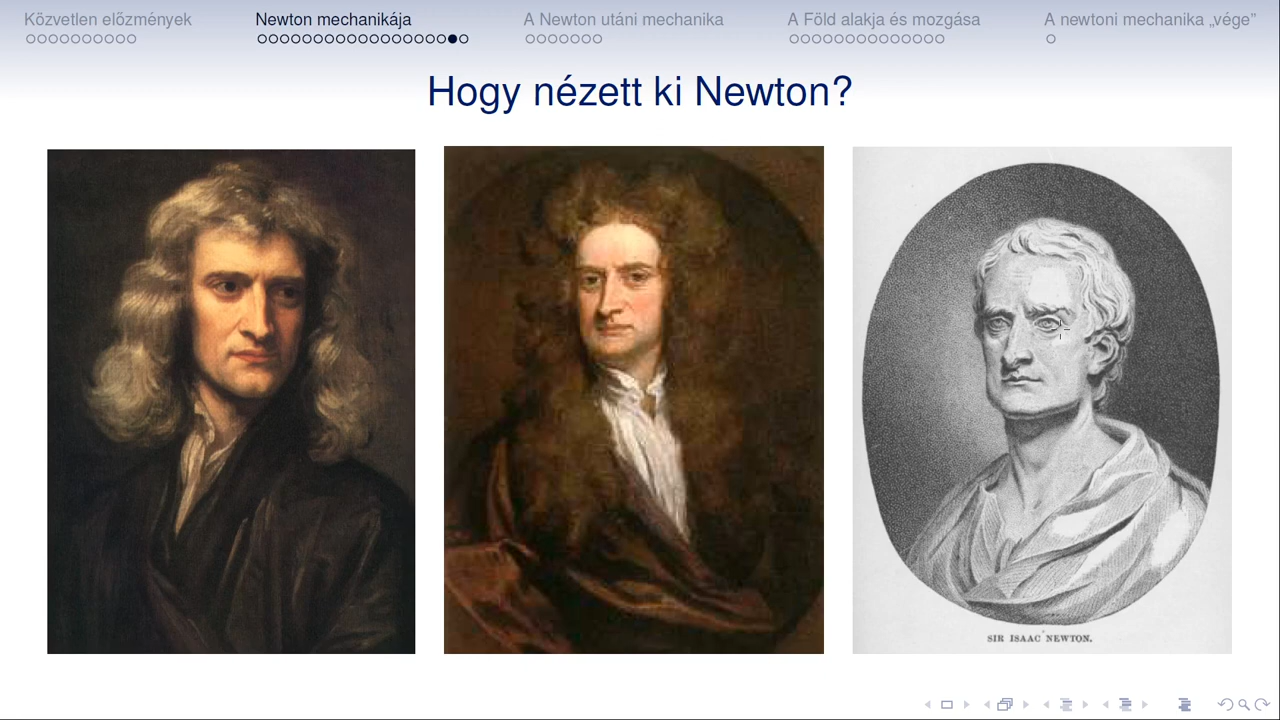 Közvetlen előzmények
Newton mechanikája
A Newton utáni mechanika
A Föld alakja és mozgása
A newtoni mechanika „vége”
Hogy nézett ki Newton?
SIR ISAAC NEWTON.